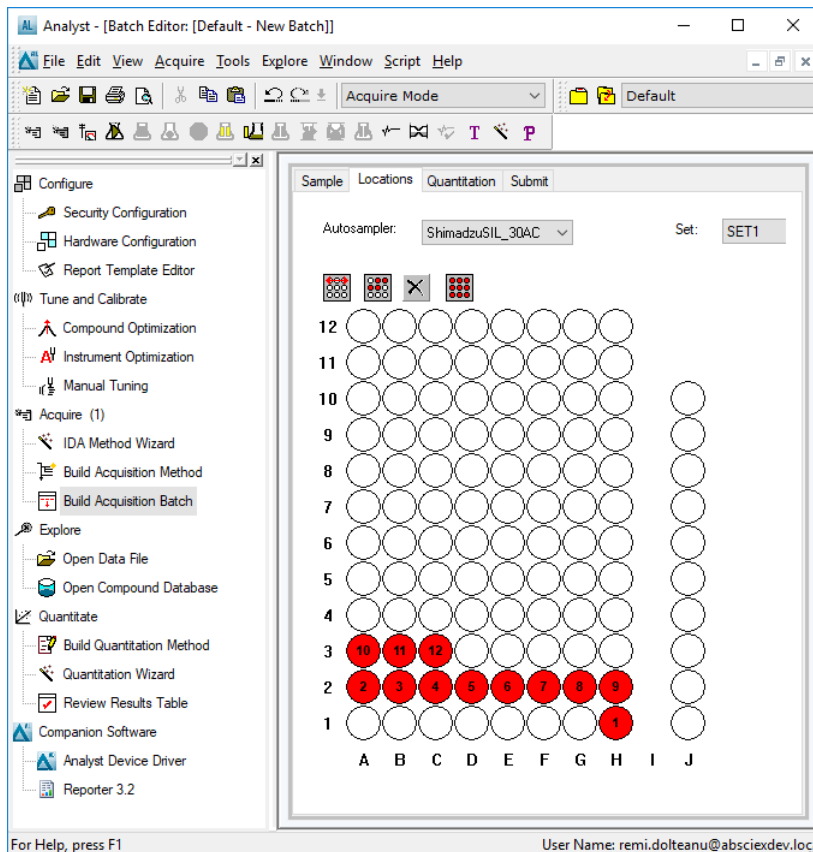 AL Analyst - [Batch Editor: [Default - New Batch]]
File Edit View Acquire Tools Explore Window Script Help
Acquire Mode Default
T P
Configure
Security Configuration
Hardware Configuration
Report Template Editor
Tune and Calibrate
Compound Optimization
Instrument Optimization
Manual Tuning
Acquire (1)
IDA Method Wizard
Build Acquisition Method
Build Acquisition Batch
Explore
Open Data File
Open Compound Database
Quantitate
Build Quantitation Method
Quantitation Wizard
Review Results Table
Companion Software
Analyst Device Driver
Reporter 3.2
Sample Locations Quantitation Submit
Autosampler: ShimadzuSIL_30AC Set: SET1
12
11
10
9
8
7
6
5
4
3 10 11 12
2 2 3 4 5 6 7 8 9
1 1
A B C D E F G H I J
For Help, press F1 User Name: remi.dolteanu@absciexdev.loc